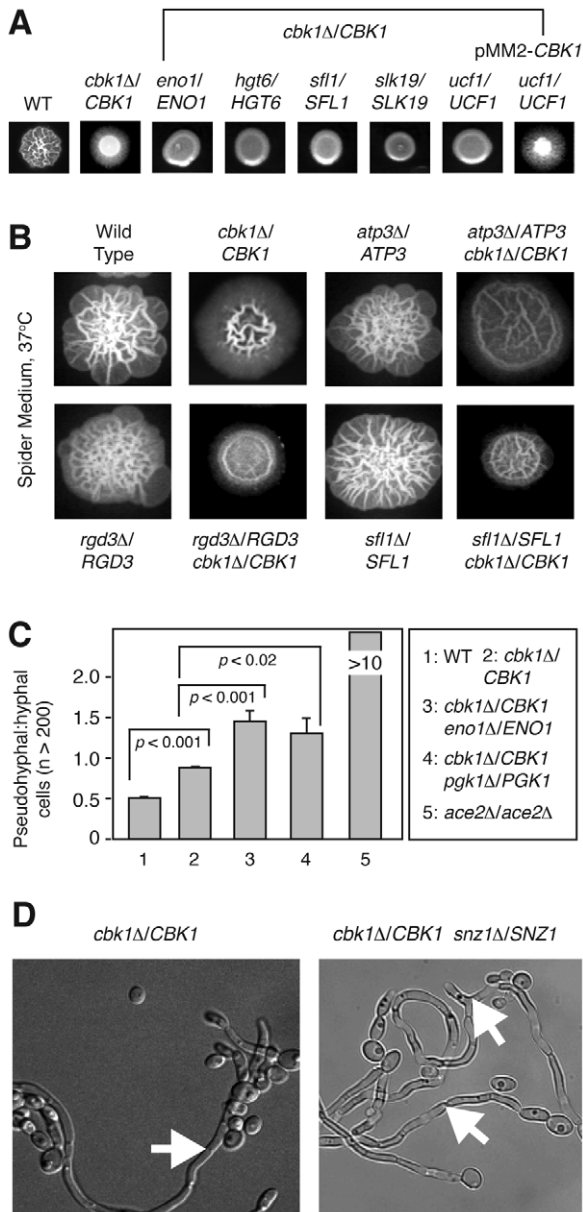 A
cbk1Δ/CBK1
pMM2-CBK1
WT
cbk1Δ/
CBK1
eno1/
ENO1
hgt6/
HGT6
sfl1/
SFL1
slk19/
SLK19
ucf1/
UCF1
ucf1/
UCF1
B
Wild
Type
cbk1Δ/
CBK1
atp3Δ/
ATP3
atp3Δ/ATP3
cbk1Δ/CBK1
Spider Medium, 37°C
rgd3Δ/
RGD3
rgd3Δ/RGD3
cbk1Δ/CBK1
sfl1Δ/
SFL1
sfl1Δ/SFL1
cbk1Δ/CBK1
C
Pseudohyphal:hyphal
cells (n > 200)
2.0
1.5
1.0
0.5
0
p < 0.001
p < 0.001
p < 0.02
>10
1 2 3 4 5
1: WT 2: cbk1Δ/
CBK1
3: cbk1Δ/CBK1
eno1Δ/ENO1
4: cbk1Δ/CBK1
pgk1Δ/PGK1
5: ace2Δ/ace2Δ
D
cbk1Δ/CBK1
cbk1Δ/CBK1 snz1Δ/SNZ1